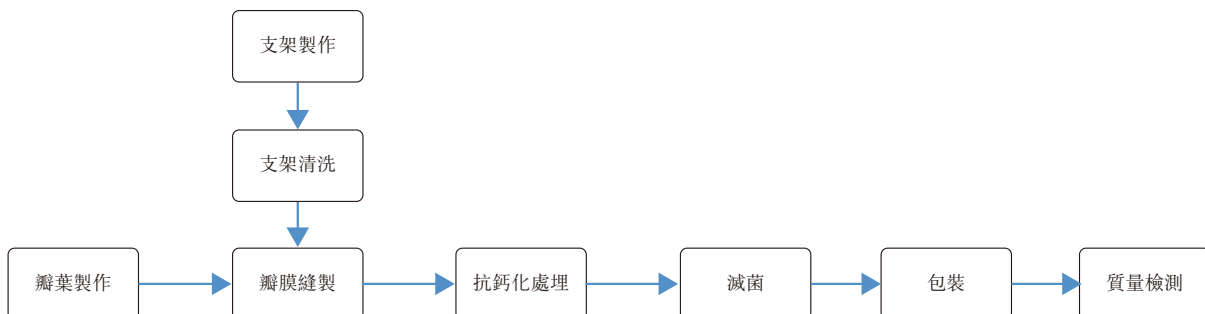 支架製作
支架清洗
瓣葉製作
瓣膜縫製
抗鈣化處理
滅菌
包裝
質量檢測